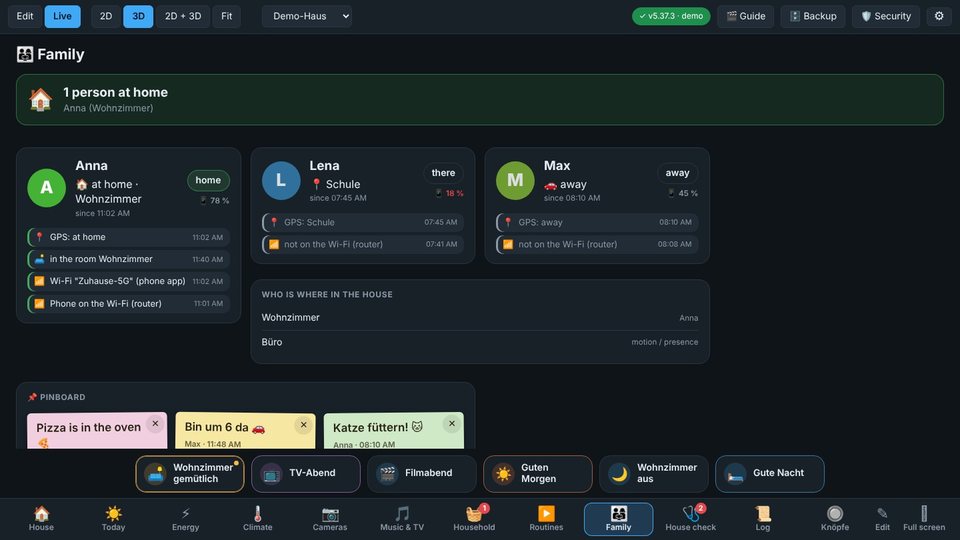 Edit Live 2D 3D 2D + 3D Fit Demo-Haus ✓ v5.37.3 · demo Guide Backup Security
Family
1 person at home
Anna (Wohnzimmer)
A
Anna
at home · Wohnzimmer
since 11:02 AM
home
78 %
GPS: at home 11:02 AM
in the room Wohnzimmer 11:40 AM
Wi-Fi "Zuhause-5G" (phone app) 11:02 AM
Phone on the Wi-Fi (router) 11:01 AM
L
Lena
Schule
since 07:45 AM
there
18 %
GPS: Schule 07:45 AM
not on the Wi-Fi (router) 07:41 AM
M
Max
away
since 08:10 AM
away
45 %
GPS: away 08:10 AM
not on the Wi-Fi (router) 08:08 AM
WHO IS WHERE IN THE HOUSE
Wohnzimmer Anna
Büro motion / presence
PINBOARD
Pizza is in the oven
Bin um 6 da
Max · 11:48 AM
Katze füttern!
Anna · 08:10 AM
Wohnzimmer gemütlich
TV-Abend
Filmabend
Guten Morgen
Wohnzimmer aus
Gute Nacht
House Today Energy Climate Cameras Music & TV Household 1 Routines Family House check 2 Log Knöpfe Edit Full screen